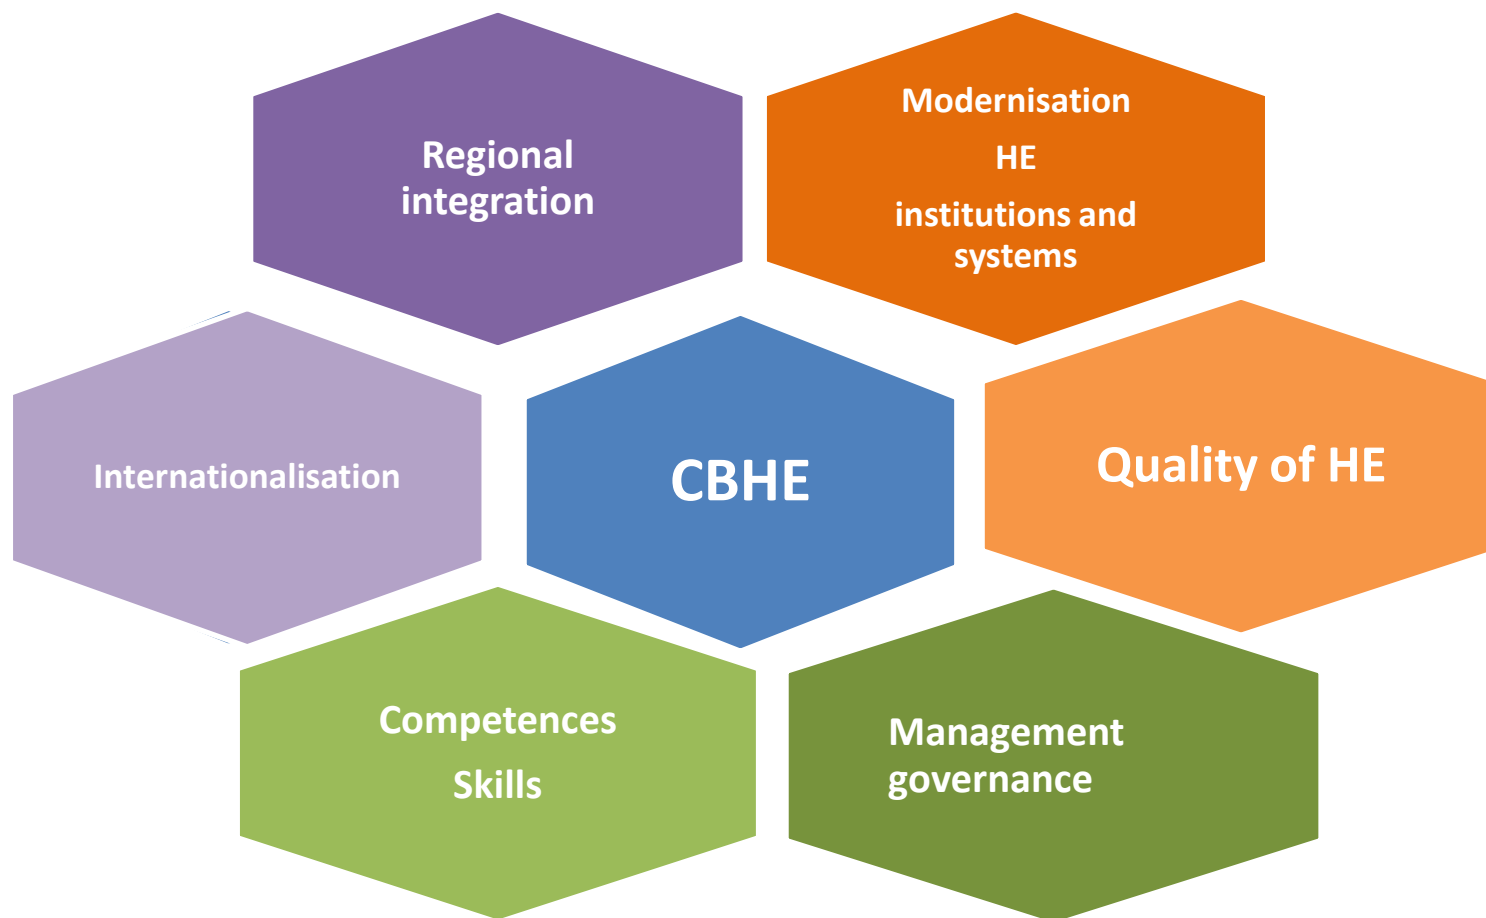 Regional
integration
Modernisation
HE
institutions and
systems
Internationalisation
CBHE
Quality of HE
Competences
Skills
Management
governance